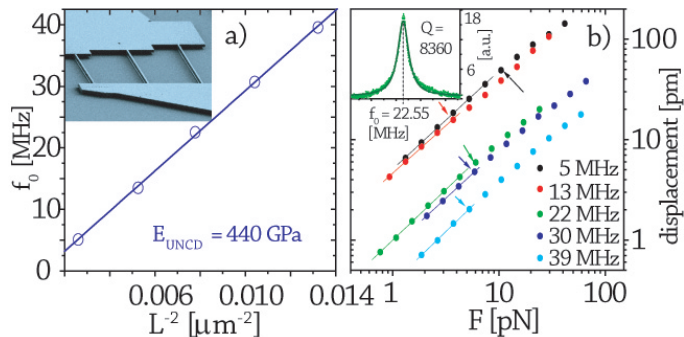 a)
40
30
20
10
0
f₀ [MHz]
E_UNCD = 440 GPa
0.006
0.010
0.014
L⁻² [μm⁻²]
b)
Q =
8360
18
[a.u.]
6
f₀ = 22.55
[MHz]
5 MHz
13 MHz
22 MHz
30 MHz
39 MHz
100
10
1
displacement [pm]
1
10
100
F [pN]